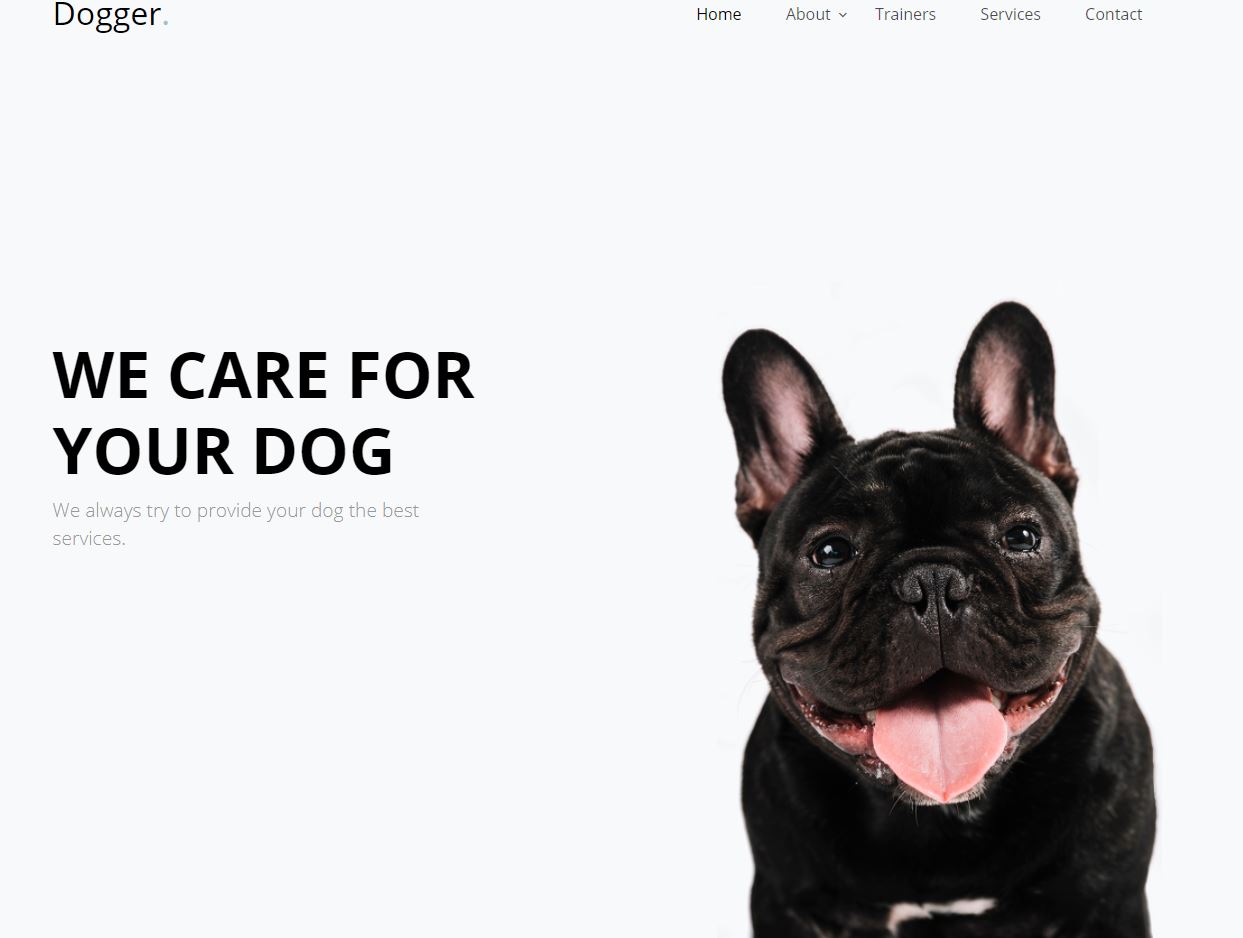 Dogger.
Home About Trainers Services Contact
WE CARE FOR
YOUR DOG
We always try to provide your dog the best
services.